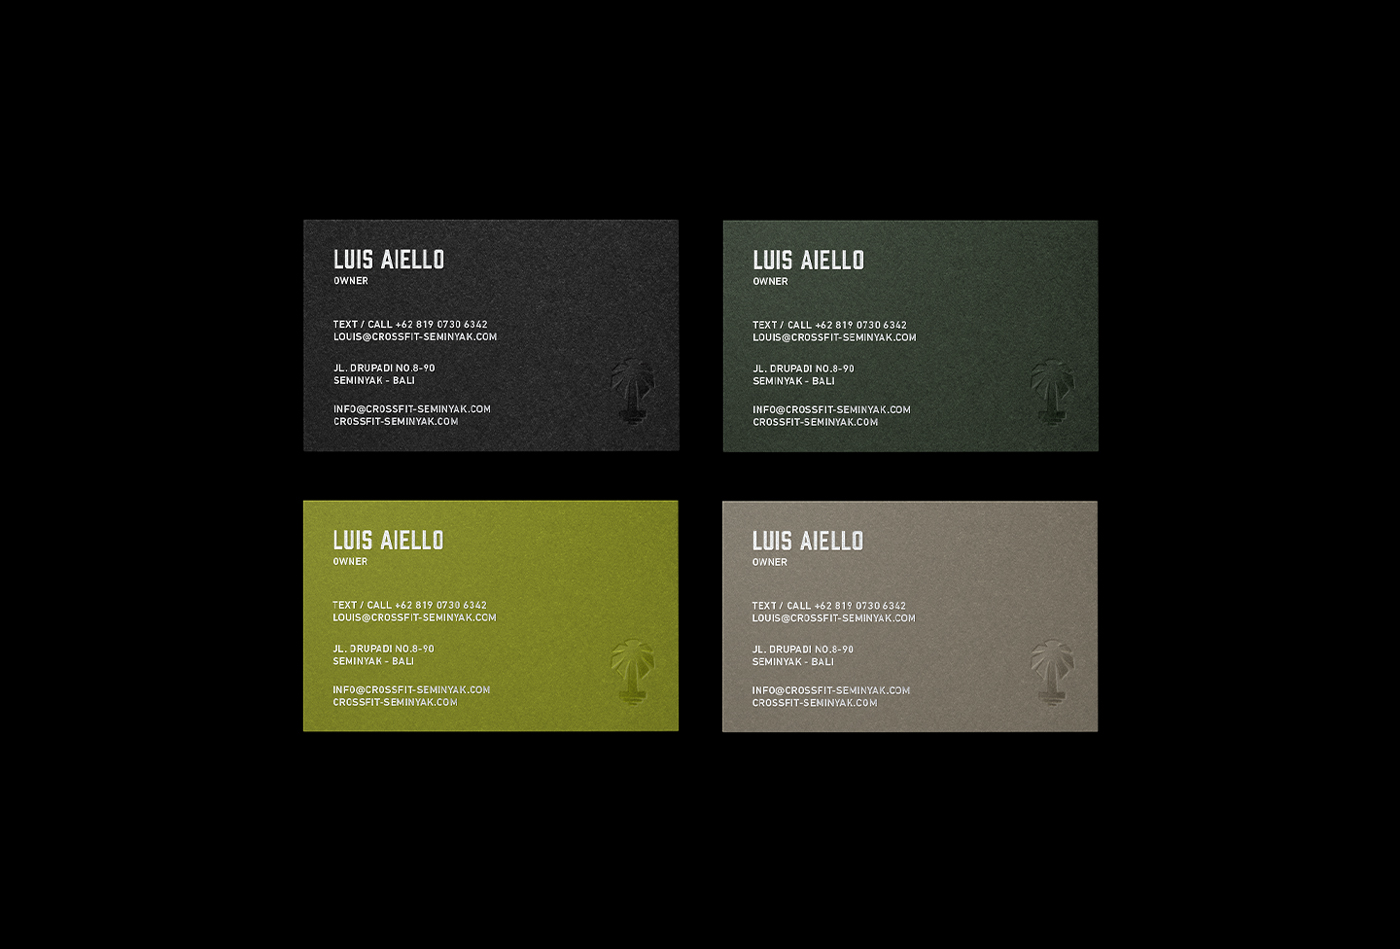 LUIS AIELLO
OWNER
TEXT / CALL +62 819 0730 6342
LOUIS@CROSSFIT-SEMINYAK.COM
JL. DRUPADI NO.8-90
SEMINYAK - BALI
INFO@CROSSFIT-SEMINYAK.COM
CROSSFIT-SEMINYAK.COM
LUIS AIELLO
OWNER
TEXT / CALL +62 819 0730 6342
LOUIS@CROSSFIT-SEMINYAK.COM
JL. DRUPADI NO.8-90
SEMINYAK - BALI
INFO@CROSSFIT-SEMINYAK.COM
CROSSFIT-SEMINYAK.COM
LUIS AIELLO
OWNER
TEXT / CALL +62 819 0730 6342
LOUIS@CROSSFIT-SEMINYAK.COM
JL. DRUPADI NO.8-90
SEMINYAK - BALI
INFO@CROSSFIT-SEMINYAK.COM
CROSSFIT-SEMINYAK.COM
LUIS AIELLO
OWNER
TEXT / CALL +62 819 0730 6342
LOUIS@CROSSFIT-SEMINYAK.COM
JL. DRUPADI NO.8-90
SEMINYAK - BALI
INFO@CROSSFIT-SEMINYAK.COM
CROSSFIT-SEMINYAK.COM